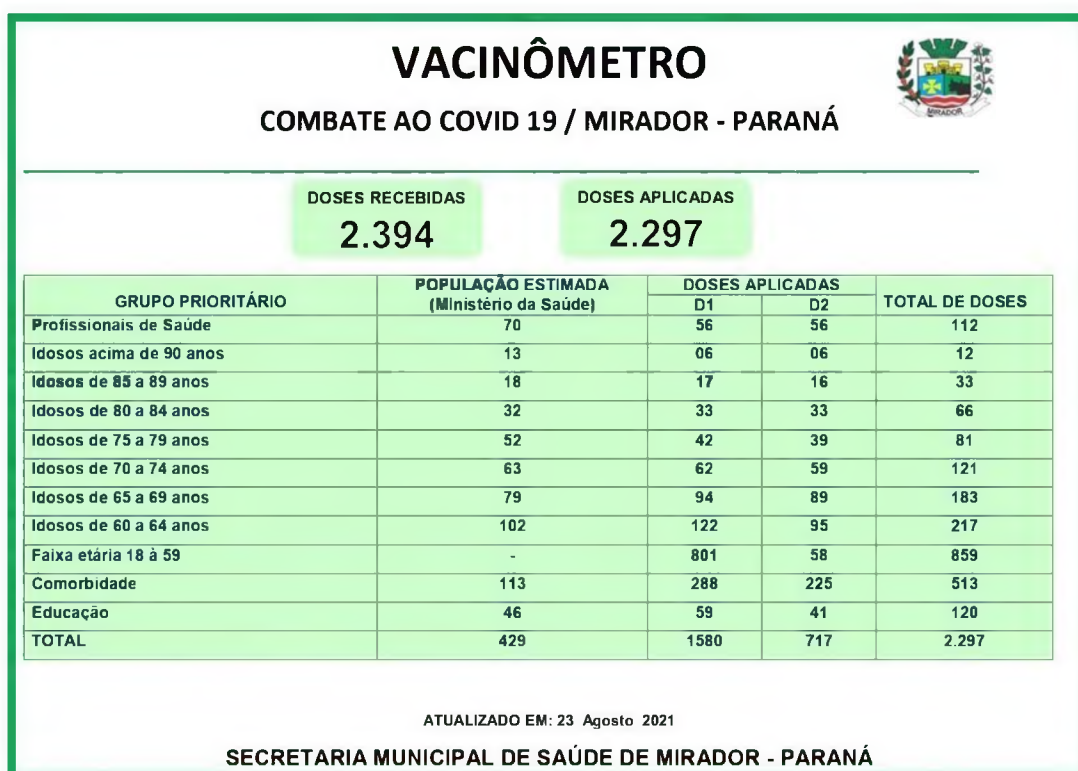 VACINÔMETRO
COMBATE AO COVID 19 / MIRADOR - PARANÁ
MIRADOR
DOSES RECEBIDAS DOSES APLICADAS
2.394 2.297
GRUPO PRIORITÁRIO POPULAÇÃO ESTIMADA (Ministério da Saúde) DOSES APLICADAS D1 D2 TOTAL DE DOSES
Profissionais de Saúde 70 56 56 112
Idosos acima de 90 anos 13 06 06 12
Idosos de 85 a 89 anos 18 17 16 33
Idosos de 80 a 84 anos 32 33 33 66
Idosos de 75 a 79 anos 52 42 39 81
Idosos de 70 a 74 anos 63 62 59 121
Idosos de 65 a 69 anos 79 94 89 183
Idosos de 60 a 64 anos 102 122 95 217
Faixa etária 18 à 59 - 801 58 859
Comorbidade 113 288 225 513
Educação 46 59 41 120
TOTAL 429 1580 717 2.297
ATUALIZADO EM: 23 Agosto 2021
SECRETARIA MUNICIPAL DE SAÚDE DE MIRADOR - PARANÁ